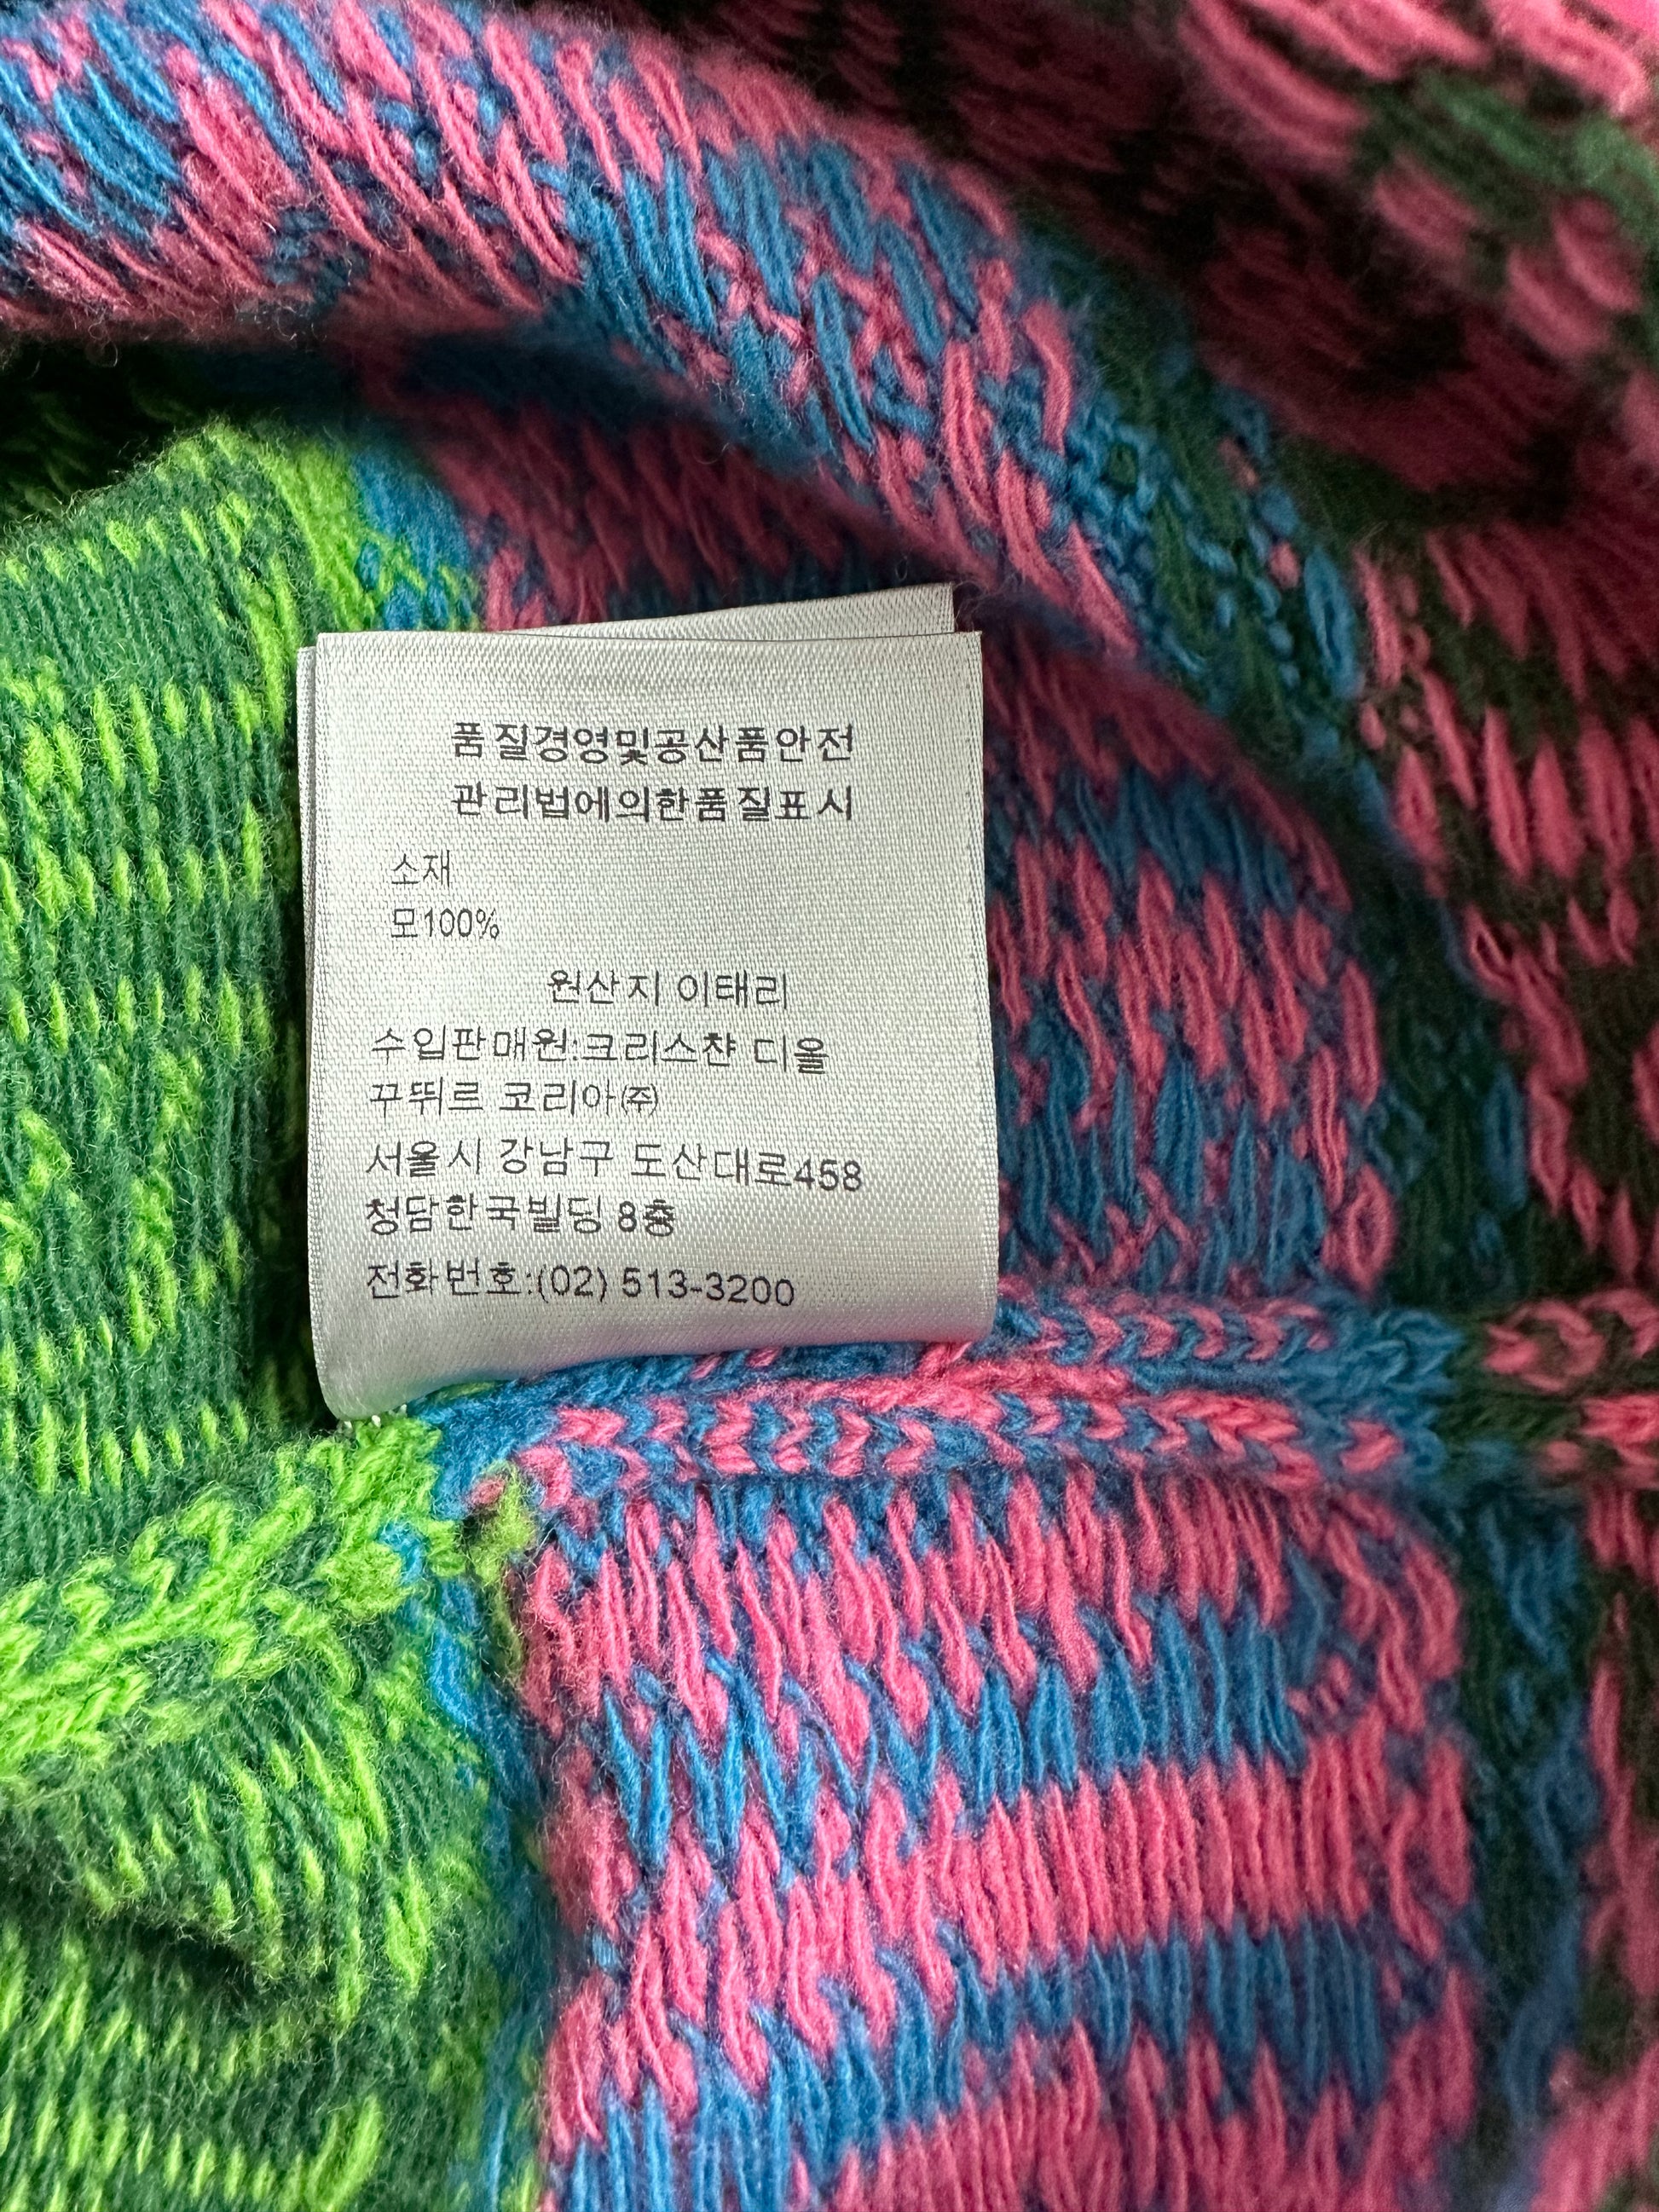 품질경영및공산품안전
관리법에의한품질표시
소재
모100%
원산지 이태리
수입판매원:크리스챤 디올
꾸뛰르 코리아㈜
서울시 강남구 도산대로458
청담한국빌딩 8층
전화번호:(02) 513-3200